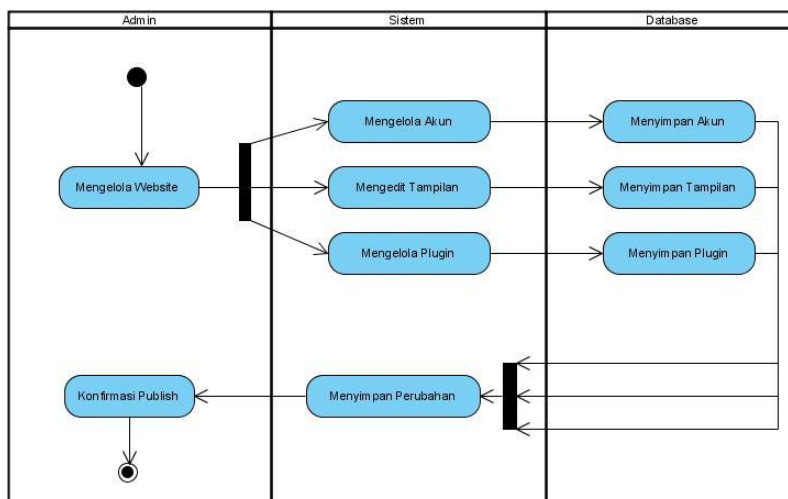 Admin
Sistem
Database
Mengelola Akun
Menyimpan Akun
Mengelola Website
Mengedit Tampilan
Menyimpan Tampilan
Mengelola Plugin
Menyimpan Plugin
Konfirmasi Publish
Menyimpan Perubahan